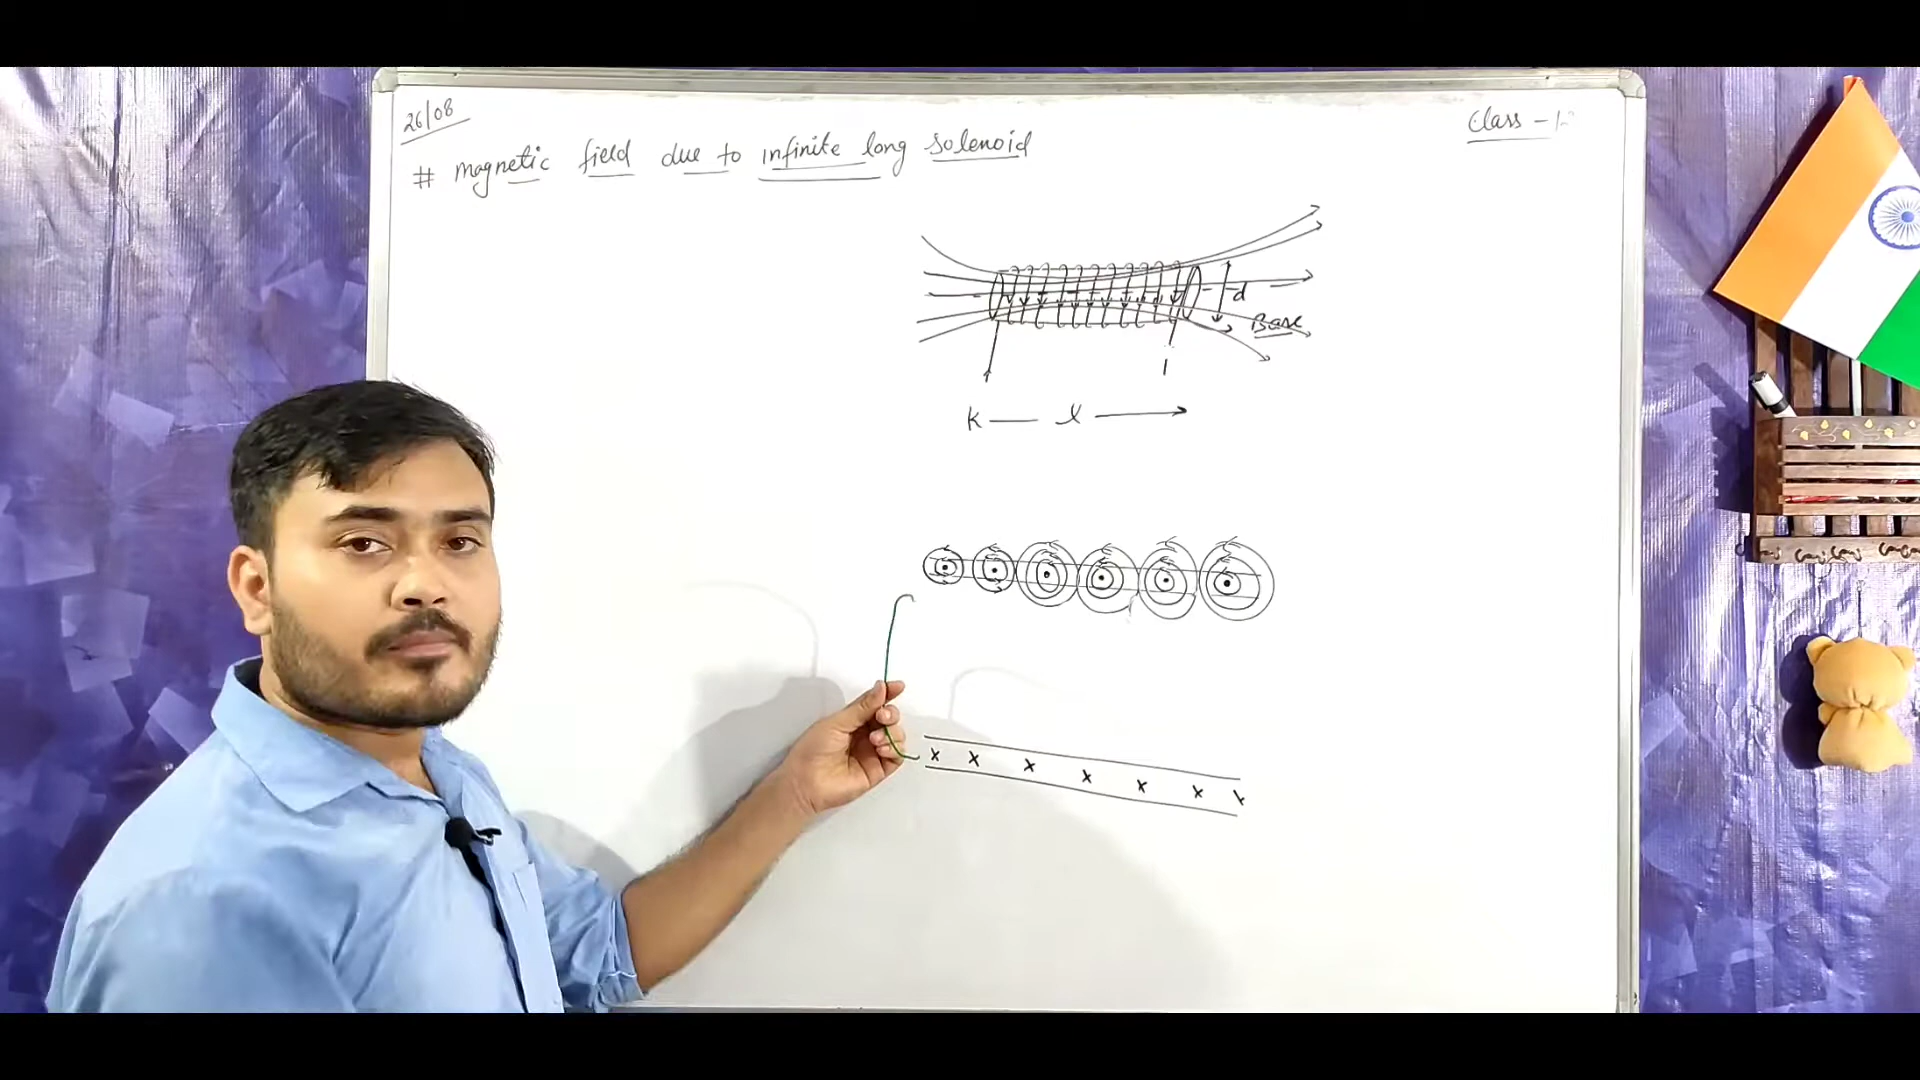 26/08
Class - 12
# magnetic field due to infinite long solenoid
d
Base
l
x x x x x x x